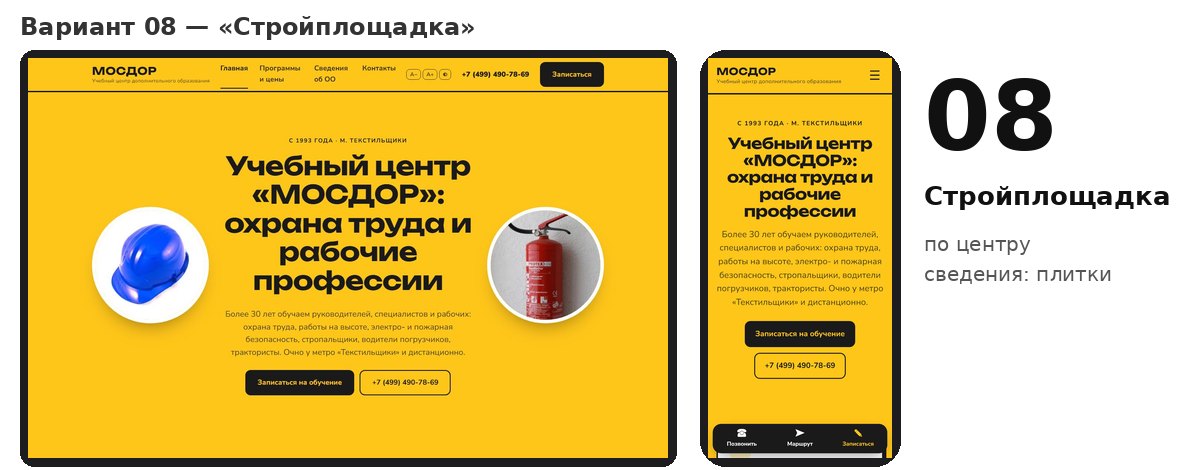 Вариант 08 — «Стройплощадка»
МОСДОР
Учебный центр дополнительного образования
Главная
Программы
и цены
Сведения
об ОО
Контакты
А− А+
+7 (499) 490-78-69
Записаться
С 1993 ГОДА · М. ТЕКСТИЛЬЩИКИ
Учебный центр
«МОСДОР»:
охрана труда и
рабочие
профессии
Более 30 лет обучаем руководителей, специалистов и рабочих:
охрана труда, работы на высоте, электро- и пожарная
безопасность, стропальщики, водители погрузчиков,
трактористы. Очно у метро «Текстильщики» и дистанционно.
Записаться на обучение
+7 (499) 490-78-69
МОСДОР
Учебный центр дополнительного образования
С 1993 ГОДА · М. ТЕКСТИЛЬЩИКИ
Учебный центр
«МОСДОР»:
охрана труда и
рабочие
профессии
Более 30 лет обучаем руководителей,
специалистов и рабочих: охрана труда,
работы на высоте, электро- и пожарная
безопасность, стропальщики, водители
погрузчиков, трактористы. Очно у метро
«Текстильщики» и дистанционно.
Записаться на обучение
+7 (499) 490-78-69
Позвонить
Маршрут
Записаться
08
Стройплощадка
по центру
сведения: плитки